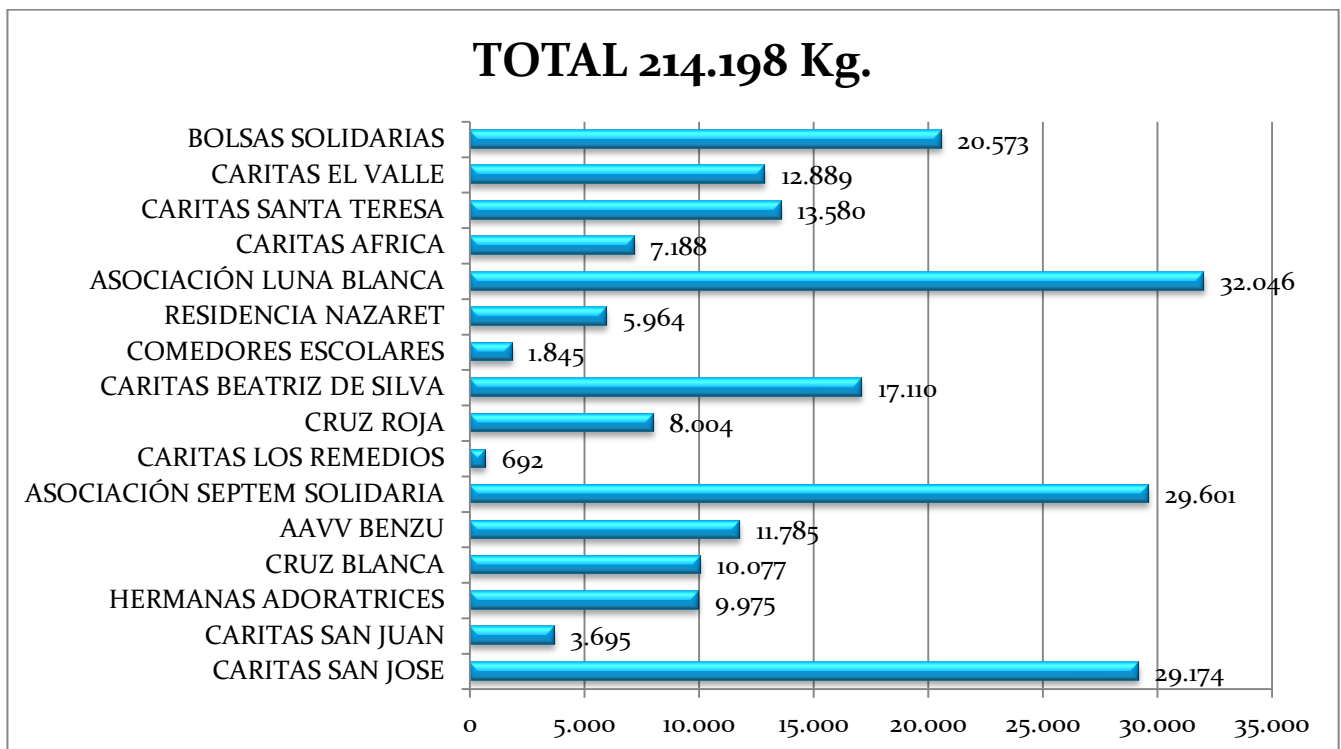 TOTAL 214.198 Kg.
BOLSAS SOLIDARIAS 20.573
CARITAS EL VALLE 12.889
CARITAS SANTA TERESA 13.580
CARITAS AFRICA 7.188
ASOCIACIÓN LUNA BLANCA 32.046
RESIDENCIA NAZARET 5.964
COMEDORES ESCOLARES 1.845
CARITAS BEATRIZ DE SILVA 17.110
CRUZ ROJA 8.004
CARITAS LOS REMEDIOS 692
ASOCIACIÓN SEPTEM SOLIDARIA 29.601
AAVV BENZU 11.785
CRUZ BLANCA 10.077
HERMANAS ADORATRICES 9.975
CARITAS SAN JUAN 3.695
CARITAS SAN JOSE 29.174
0 5.000 10.000 15.000 20.000 25.000 30.000 35.000